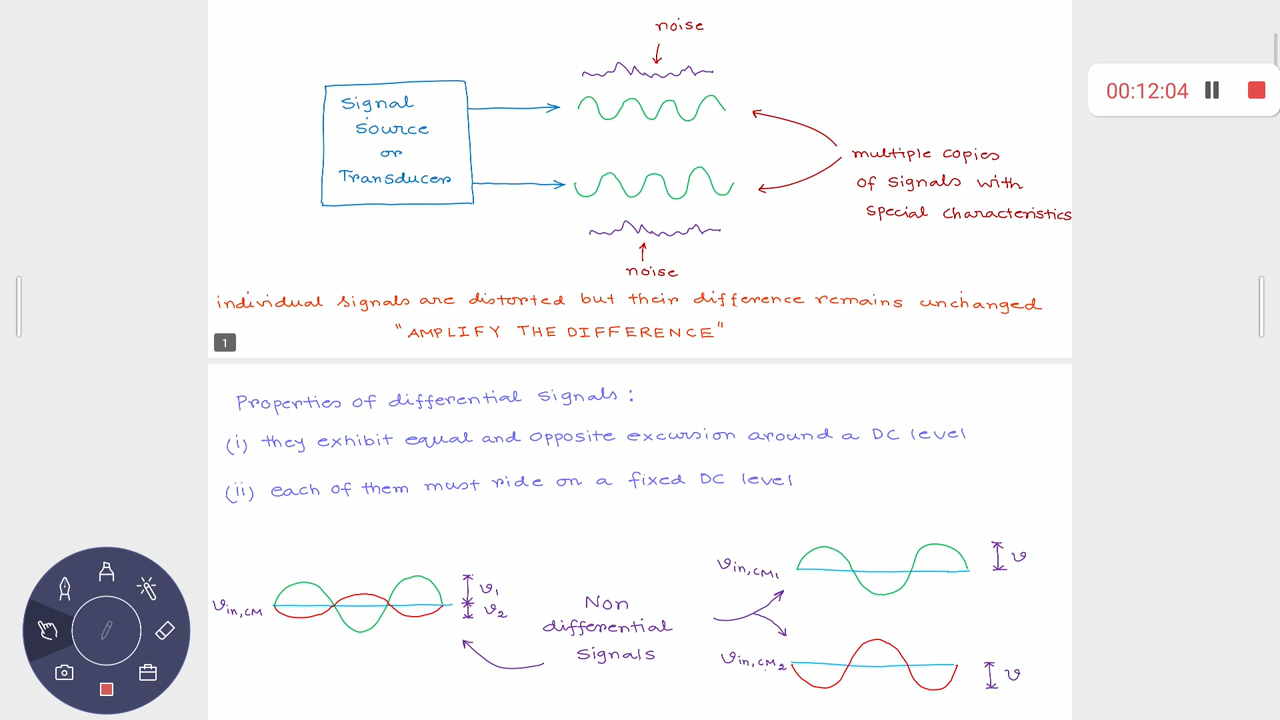 noise
00:12:04
Signal
Source
or
Transducer
multiple copies
of signals with
special characteristics
noise
individual signals are distorted but their difference remains unchanged
"AMPLIFY THE DIFFERENCE"
1
Properties of differential signals:
(i) they exhibit equal and opposite excursion around a DC level
(ii) each of them must ride on a fixed DC level
Vin,CM1
V
Vin,CM
V1
V2
Non
differential
signals
Vin,CM2
V